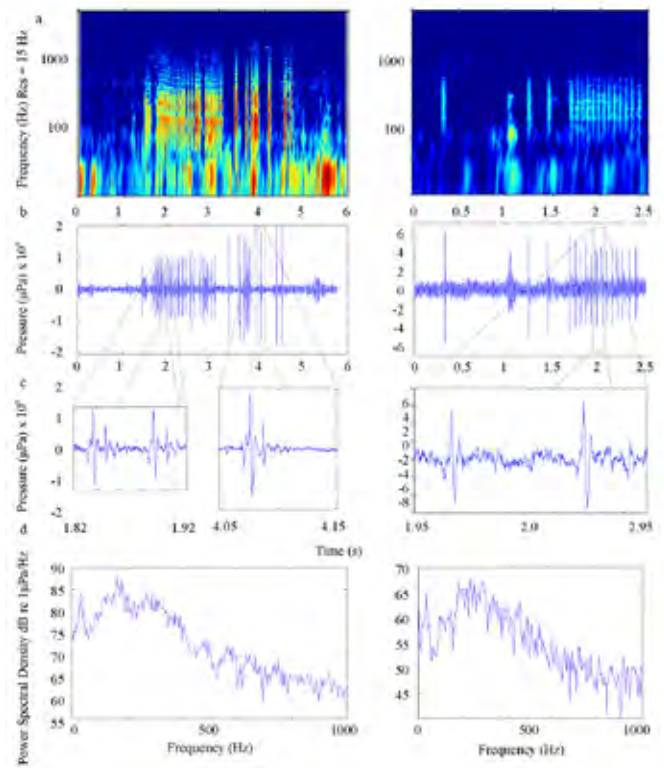 a.
Frequency (Hz) Res = 15 Hz
1000
100
1000
100
0 1 2 3 4 5 6
0 0.5 1 1.5 2 2.5
b
Pressure (µPa) x 10⁶
2
1
0
-1
-2
0 1 2 3 4 5 6
6
4
2
0
-2
-4
-6
0 0.5 1 1.5 2 2.5
c
Pressure (µPa) x 10⁶
2
1
0
-1
-2
1.82 1.92 4.05 4.15
6
4
2
0
-2
-4
-6
-8
1.95 2.0 2.95
Time (s)
d
Power Spectral Density dB re 1µPa/Hz
90
85
80
75
70
65
60
55
0 500 1000
Frequency (Hz)
70
65
60
55
50
45
0 500 1000
Frequency (Hz)